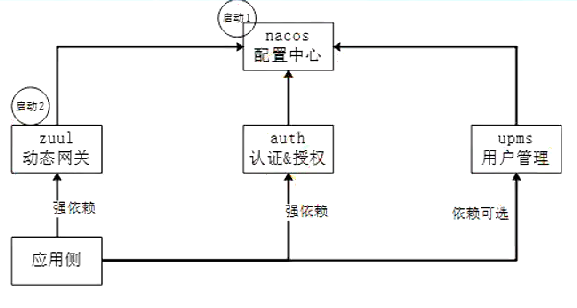 启动1
nacos
配置中心
启动2
zuul
动态网关
auth
认证&授权
upms
用户管理
强依赖
强依赖
依赖可选
应用侧